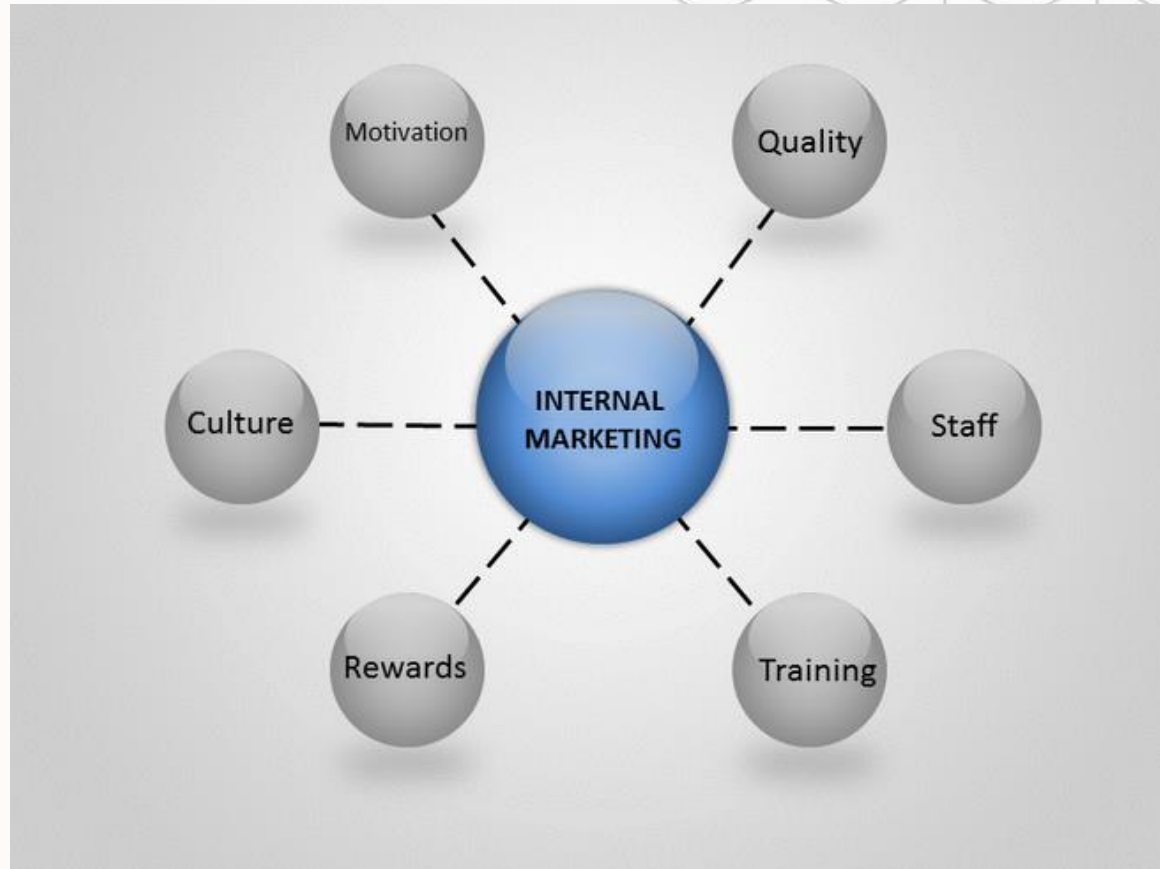 Motivation
Quality
Culture
INTERNAL
MARKETING
Staff
Rewards
Training